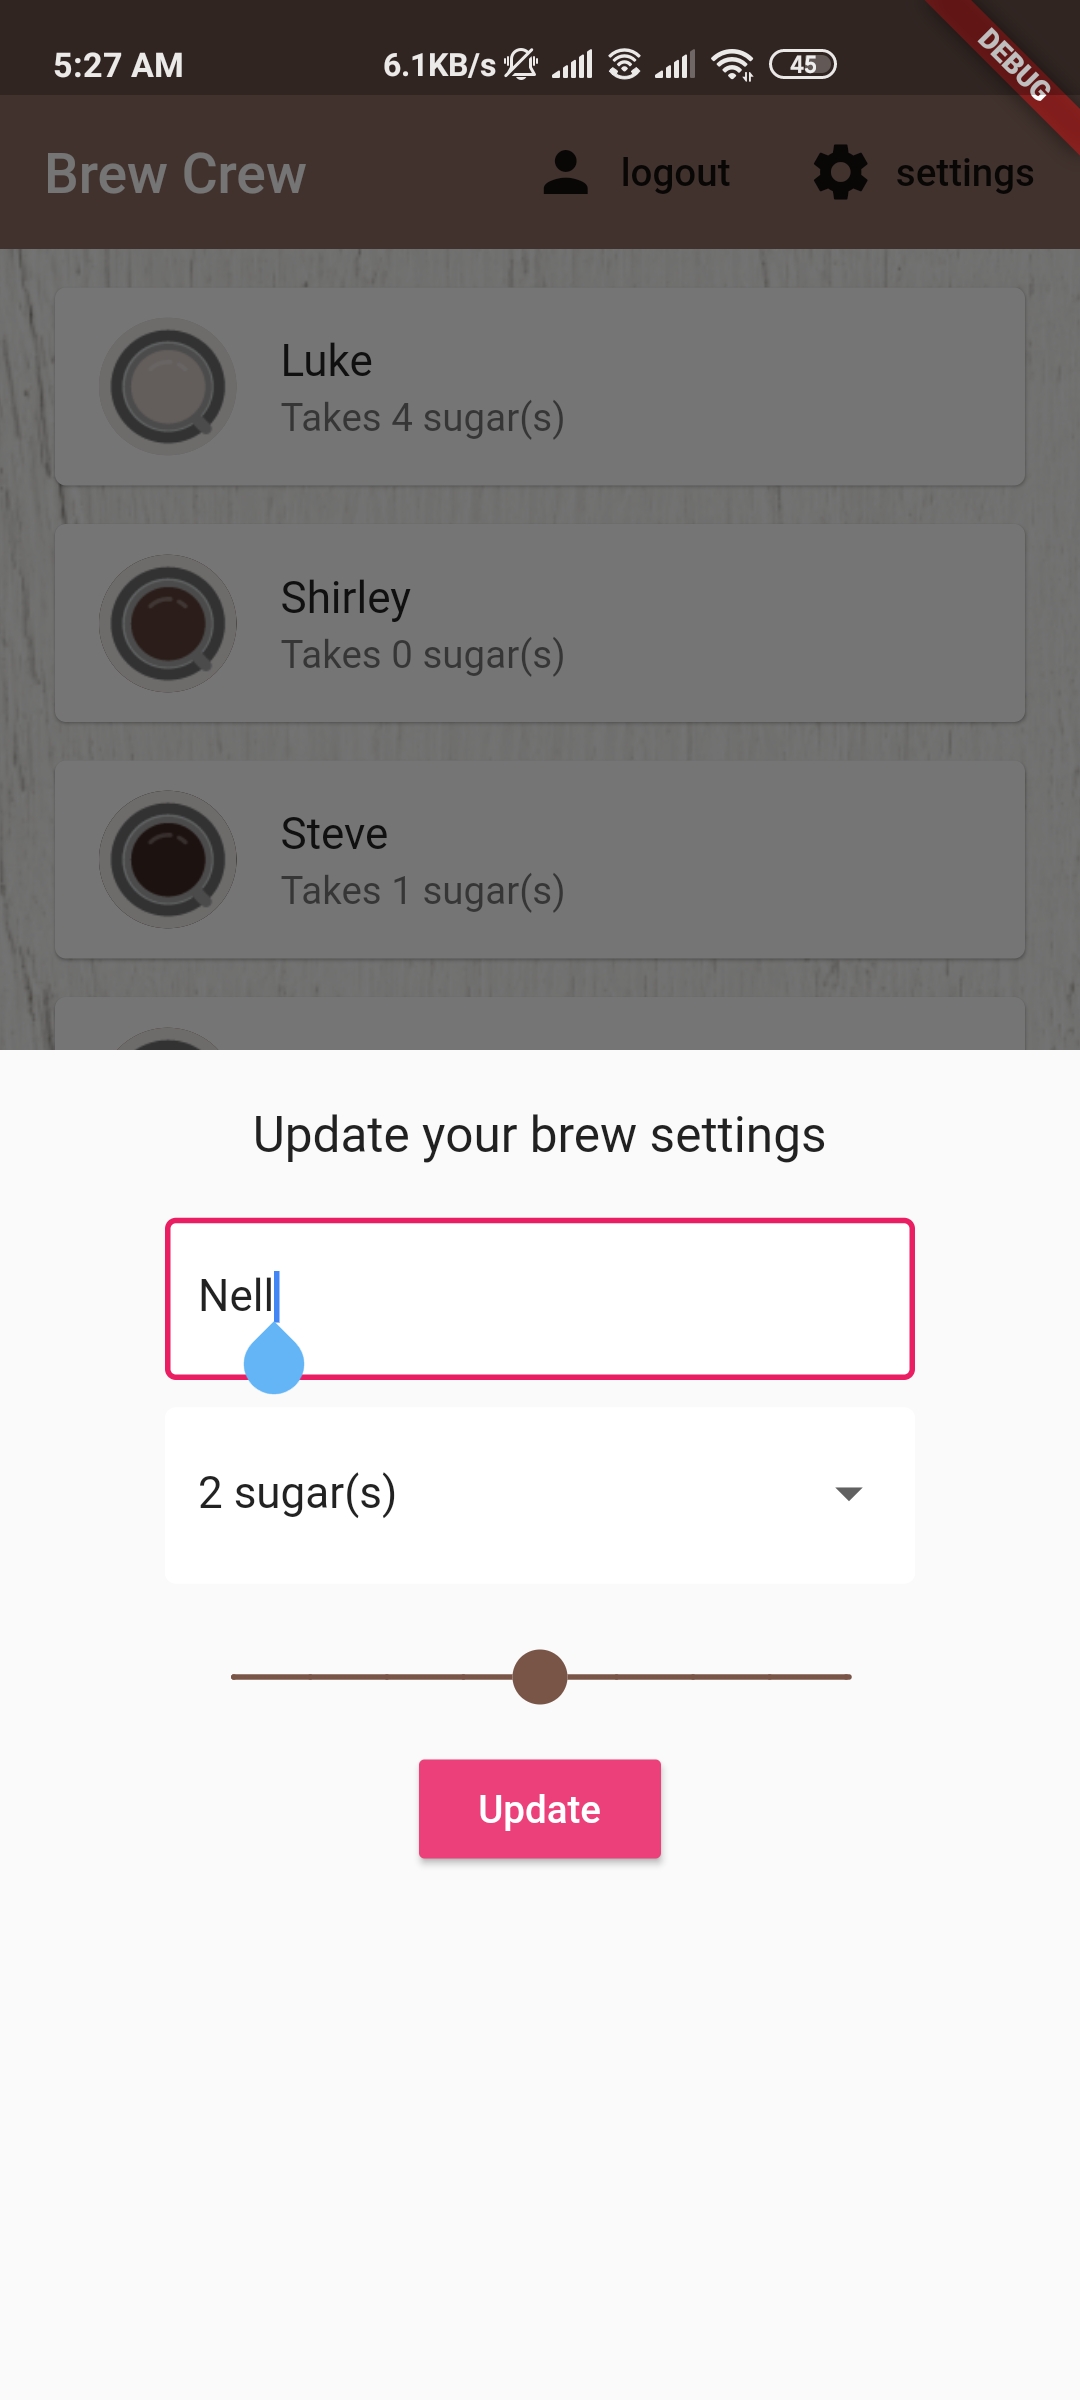 5:27 AM 6.1KB/s 45
DEBUG
Brew Crew logout settings
Luke
Takes 4 sugar(s)
Shirley
Takes 0 sugar(s)
Steve
Takes 1 sugar(s)
Update your brew settings
Nell
2 sugar(s)
Update